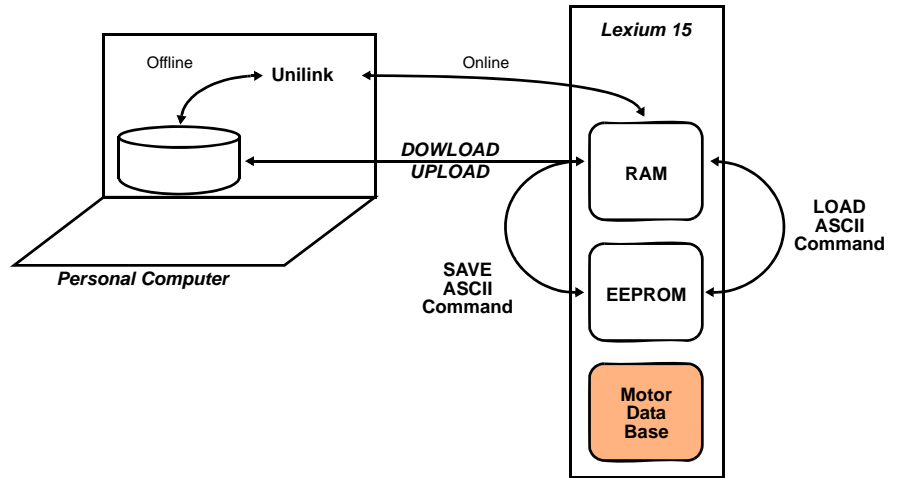 Lexium 15
Offline
Unilink
Online
DOWLOAD
UPLOAD
RAM
LOAD
ASCII
Command
Personal Computer
SAVE
ASCII
Command
EEPROM
Motor
Data
Base